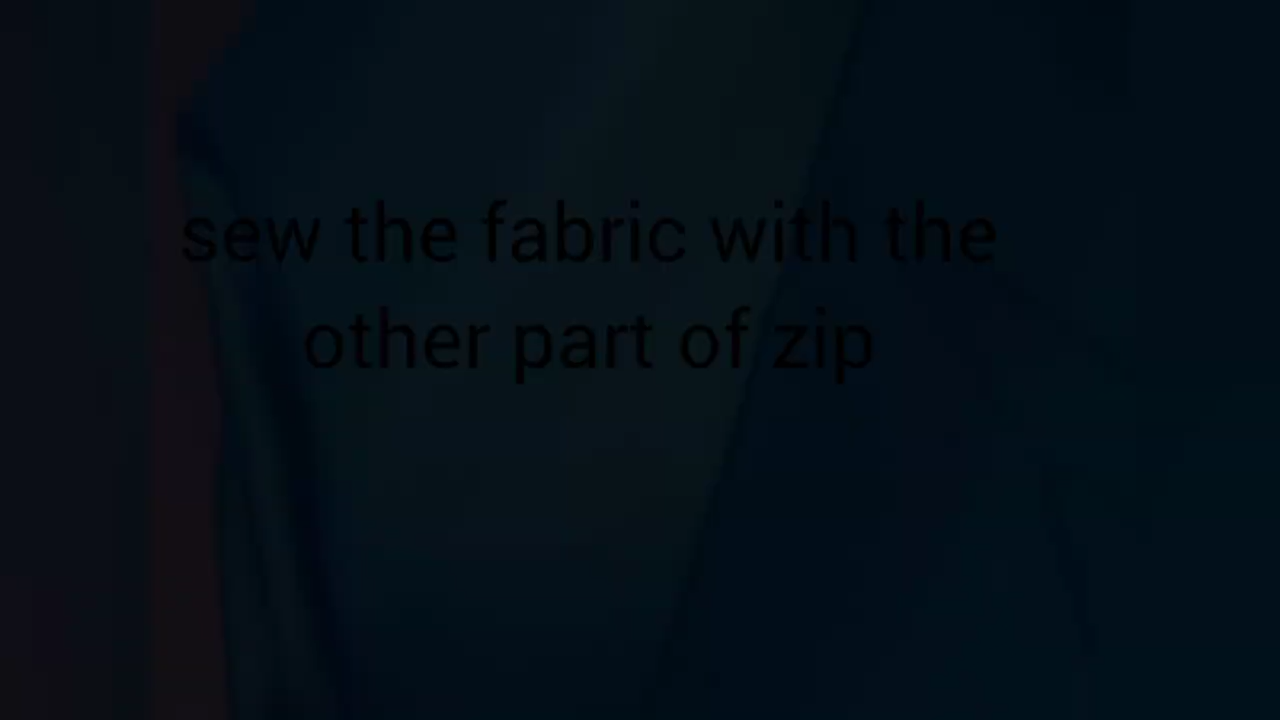 sew the fabric with the
other part of zip